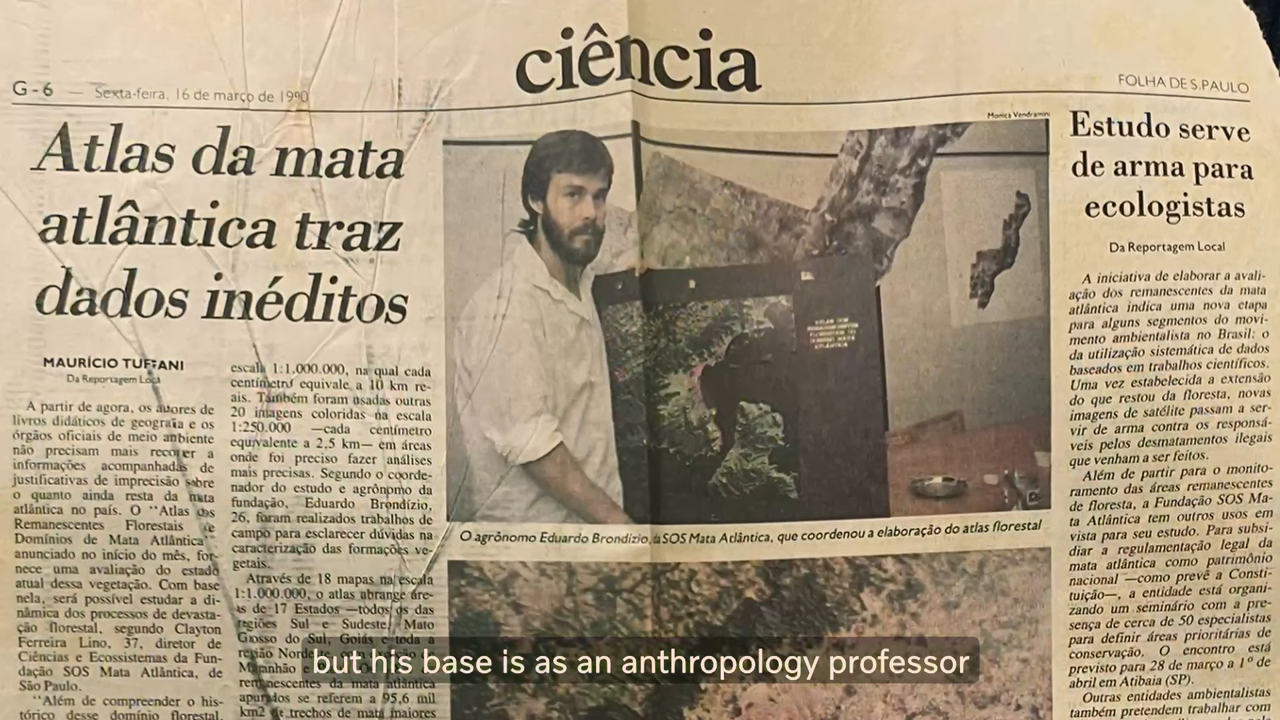 ciência
G-6 — Sexta-feira, 16 de março de 1990
FOLHA DE S.PAULO
Atlas da mata
atlântica traz
dados inéditos
MAURÍCIO TUFFANI
Da Reportagem Local
A partir de agora, os autores de
livros didáticos de geografia e os
órgãos oficiais de meio ambiente
não precisam mais recorrer a
informações acompanhadas de
justificativas de imprecisão sobre
o quanto ainda resta da mata
atlântica no país. O “Atlas dos
Remanescentes Florestais e
Domínios de Mata Atlântica”
anunciado no início do mês, for-
nece uma avaliação do estado
atual dessa vegetação. Com base
nela, será possível estudar a di-
nâmica dos processos de devasta-
ção florestal, segundo Clayton
Ferreira Lino, 37, diretor de
Ciências e Ecossistemas da Fun-
dação SOS Mata Atlântica, de
São Paulo.
“Além de compreender o his-
tórico desse domínio florestal,
escala 1:1.000.000, na qual cada
centímetro equivale a 10 km re-
ais. Também foram usadas outras
20 imagens coloridas na escala
1:250.000 —cada centímetro
equivalente a 2,5 km— em áreas
onde foi preciso fazer análises
mais precisas. Segundo o coorde-
nador do estudo e agrônomo da
fundação, Eduardo Brondízio,
26, foram realizados trabalhos de
campo para esclarecer dúvidas na
caracterização das formações ve-
getais.
Através de 18 mapas na escala
1:1.000.000, o atlas abrange áre-
as de 17 Estados —todos os das
regiões Sul e Sudeste, Mato
Grosso do Sul, Goiás e toda a
região
Maranhão e
remanescentes da mata atlântica
apurados se referem a 95,6 mil
km2 de trechos de mata maiores
Monica Vendramini
ATLAS DOS
REMANESCENTES
FLORESTAIS DO
DOMÍNIO MATA
ATLÂNTICA
O agrônomo Eduardo Brondízio, da SOS Mata Atlântica, que coordenou a elaboração do atlas florestal
Estudo serve
de arma para
ecologistas
Da Reportagem Local
A iniciativa de elaborar a avali-
ação dos remanescentes da mata
atlântica indica uma nova etapa
para alguns segmentos do movi-
mento ambientalista no Brasil: o
da utilização sistemática de dados
baseados em trabalhos científicos.
Uma vez estabelecida a extensão
do que restou da floresta, novas
imagens de satélite passam a ser-
vir de arma contra os responsá-
veis pelos desmatamentos ilegais
que venham a ser feitos.
Além de partir para o monito-
ramento das áreas remanescentes
de floresta, a Fundação SOS Ma-
ta Atlântica tem outros usos em
vista para seu estudo. Para subsi-
diar a regulamentação legal da
mata atlântica como patrimônio
nacional —como prevê a Consti-
tuição—, a entidade está organi-
zando um seminário com a pre-
sença de cerca de 50 especialistas
para definir áreas prioritárias de
conservação. O encontro está
previsto para 28 de março a 1º de
abril em Atibaia (SP).
Outras entidades ambientalistas
também pretendem trabalhar com
but his base is as an anthropology professor